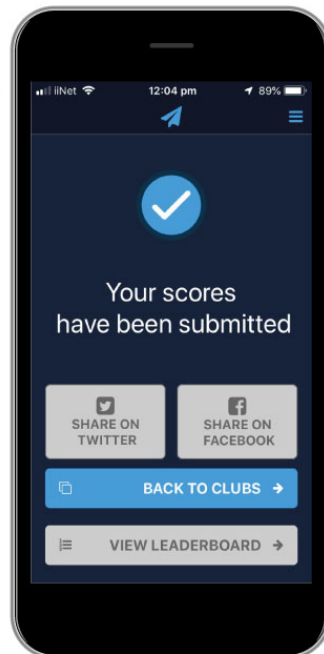 iiNet 12:04 pm 89%
Your scores
have been submitted
SHARE ON
TWITTER
SHARE ON
FACEBOOK
BACK TO CLUBS
VIEW LEADERBOARD